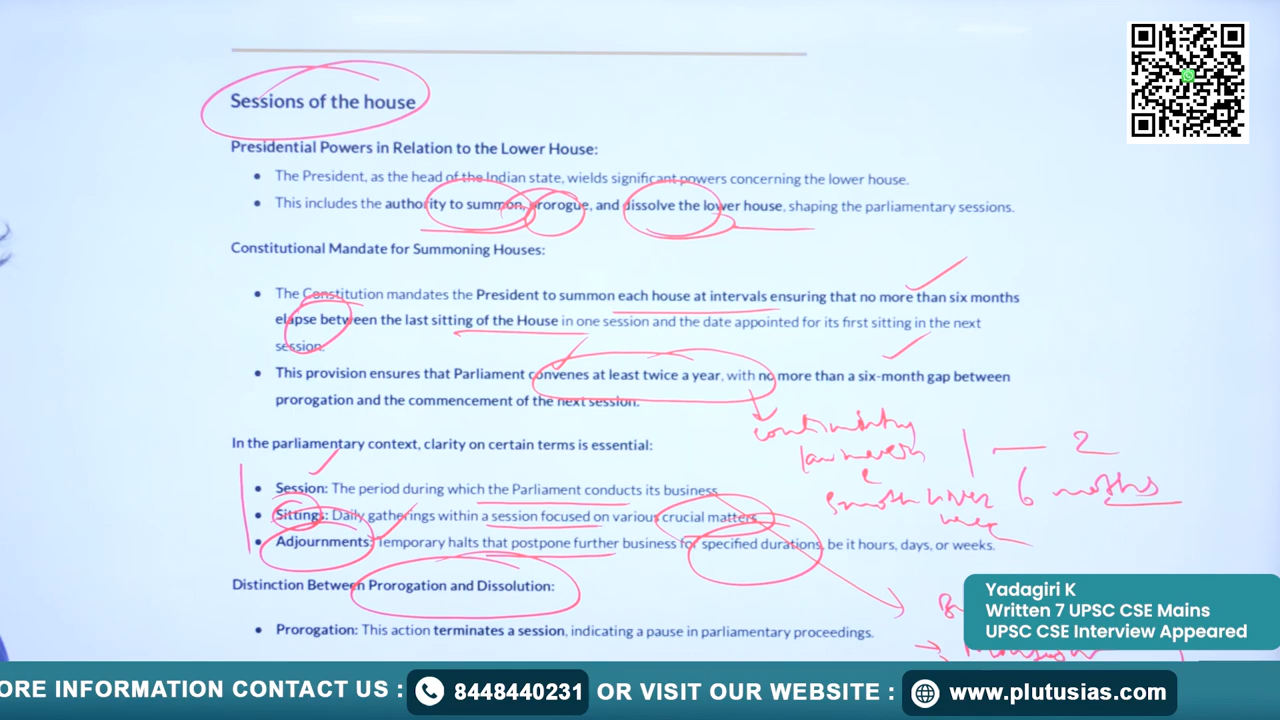 Sessions of the house
Presidential Powers in Relation to the Lower House:
• The President, as the head of the Indian state, wields significant powers concerning the lower house.
• This includes the authority to summon, prorogue, and dissolve the lower house, shaping the parliamentary sessions.
Constitutional Mandate for Summoning Houses:
• The Constitution mandates the President to summon each house at intervals ensuring that no more than six months
elapse between the last sitting of the House in one session and the date appointed for its first sitting in the next
session.
• This provision ensures that Parliament convenes at least twice a year, with no more than a six-month gap between
prorogation and the commencement of the next session.
In the parliamentary context, clarity on certain terms is essential:
1 — 2
6 months
• Session: The period during which the Parliament conducts its business.
• Sittings: Daily gatherings within a session focused on various crucial matters.
• Adjournments: Temporary halts that postpone further business for specified durations, be it hours, days, or weeks.
Distinction Between Prorogation and Dissolution:
• Prorogation: This action terminates a session, indicating a pause in parliamentary proceedings.
Yadagiri K
Written 7 UPSC CSE Mains
UPSC CSE Interview Appeared
ORE INFORMATION CONTACT US : 8448440231 OR VISIT OUR WEBSITE : www.plutusias.com